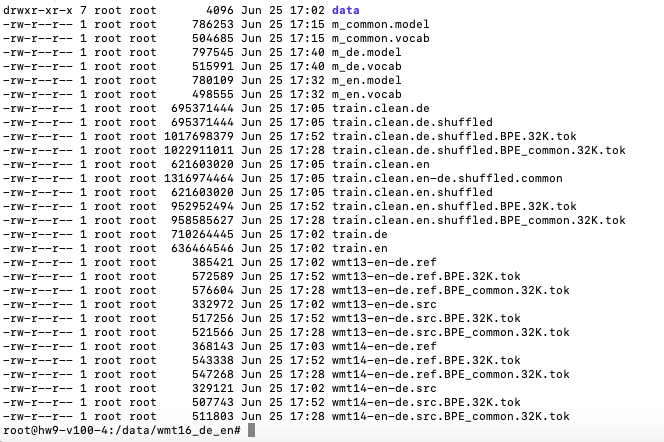 drwxr-xr-x 7 root root       4096 Jun 25 17:02 data
-rw-r--r-- 1 root root     786253 Jun 25 17:15 m_common.model
-rw-r--r-- 1 root root     504685 Jun 25 17:15 m_common.vocab
-rw-r--r-- 1 root root     797545 Jun 25 17:40 m_de.model
-rw-r--r-- 1 root root     515991 Jun 25 17:40 m_de.vocab
-rw-r--r-- 1 root root     780109 Jun 25 17:32 m_en.model
-rw-r--r-- 1 root root     498555 Jun 25 17:32 m_en.vocab
-rw-r--r-- 1 root root  695371444 Jun 25 17:05 train.clean.de
-rw-r--r-- 1 root root  695371444 Jun 25 17:05 train.clean.de.shuffled
-rw-r--r-- 1 root root 1017698379 Jun 25 17:52 train.clean.de.shuffled.BPE.32K.tok
-rw-r--r-- 1 root root 1022911011 Jun 25 17:28 train.clean.de.shuffled.BPE_common.32K.tok
-rw-r--r-- 1 root root  621603020 Jun 25 17:05 train.clean.en
-rw-r--r-- 1 root root 1316974464 Jun 25 17:05 train.clean.en-de.shuffled.common
-rw-r--r-- 1 root root  621603020 Jun 25 17:05 train.clean.en.shuffled
-rw-r--r-- 1 root root  952952494 Jun 25 17:52 train.clean.en.shuffled.BPE.32K.tok
-rw-r--r-- 1 root root  958585627 Jun 25 17:28 train.clean.en.shuffled.BPE_common.32K.tok
-rw-r--r-- 1 root root  710264445 Jun 25 17:02 train.de
-rw-r--r-- 1 root root  636464546 Jun 25 17:02 train.en
-rw-r--r-- 1 root root     385421 Jun 25 17:02 wmt13-en-de.ref
-rw-r--r-- 1 root root     572589 Jun 25 17:52 wmt13-en-de.ref.BPE.32K.tok
-rw-r--r-- 1 root root     576604 Jun 25 17:28 wmt13-en-de.ref.BPE_common.32K.tok
-rw-r--r-- 1 root root     332972 Jun 25 17:02 wmt13-en-de.src
-rw-r--r-- 1 root root     517256 Jun 25 17:52 wmt13-en-de.src.BPE.32K.tok
-rw-r--r-- 1 root root     521566 Jun 25 17:28 wmt13-en-de.src.BPE_common.32K.tok
-rw-r--r-- 1 root root     368143 Jun 25 17:03 wmt14-en-de.ref
-rw-r--r-- 1 root root     543338 Jun 25 17:52 wmt14-en-de.ref.BPE.32K.tok
-rw-r--r-- 1 root root     547268 Jun 25 17:28 wmt14-en-de.ref.BPE_common.32K.tok
-rw-r--r-- 1 root root     329121 Jun 25 17:02 wmt14-en-de.src
-rw-r--r-- 1 root root     507743 Jun 25 17:52 wmt14-en-de.src.BPE.32K.tok
-rw-r--r-- 1 root root     511803 Jun 25 17:28 wmt14-en-de.src.BPE_common.32K.tok
root@hw9-v100-4:/data/wmt16_de_en#